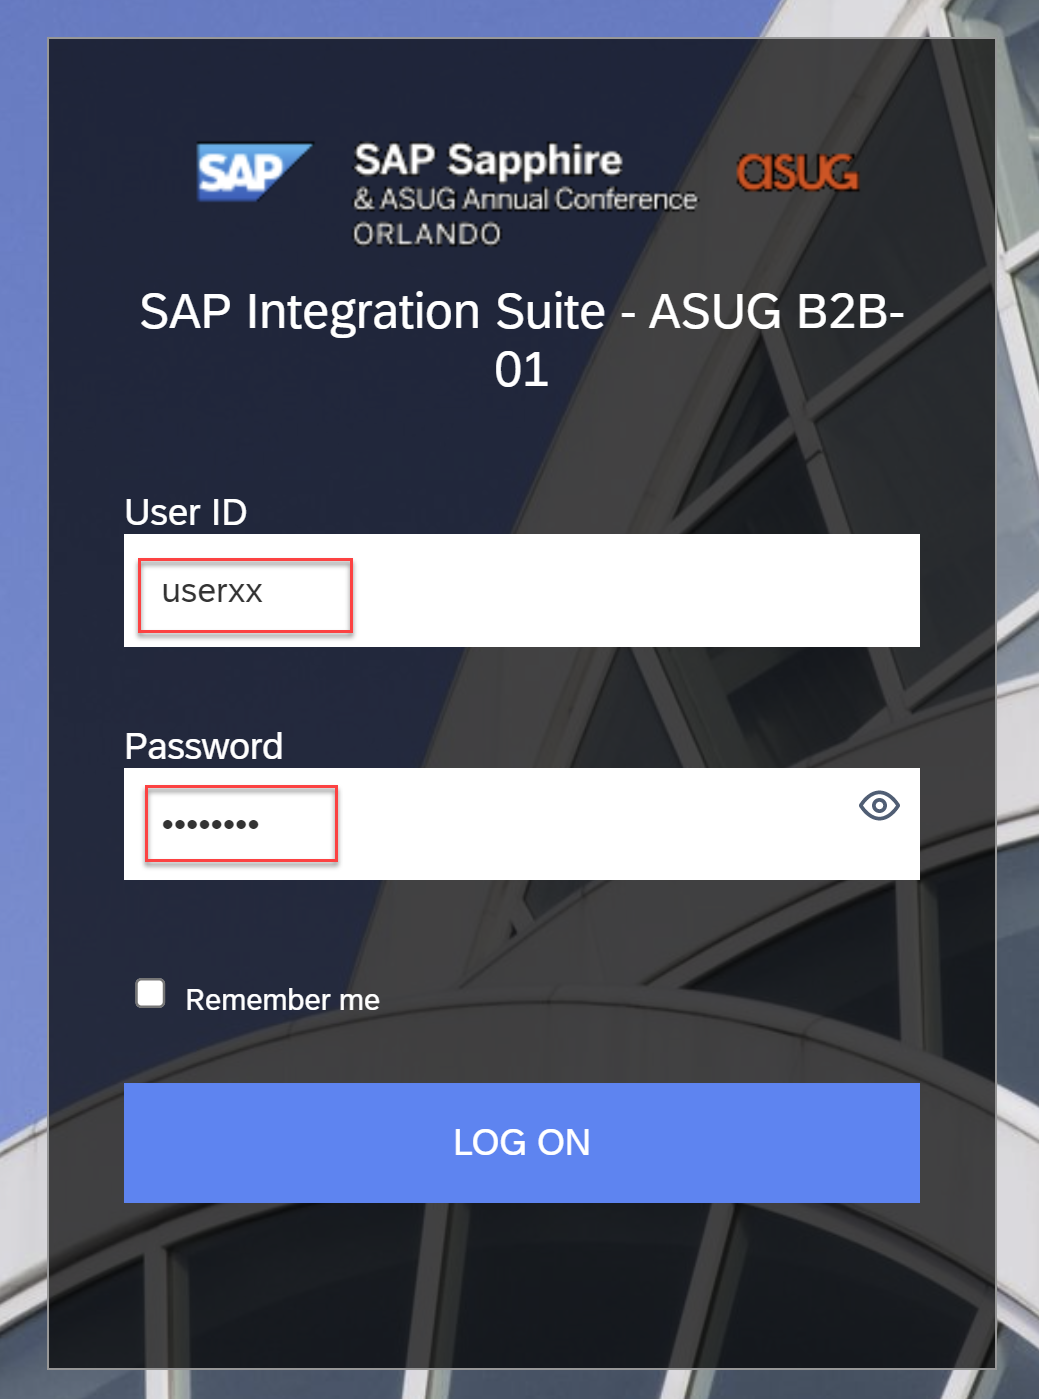 SAP
SAP Sapphire
& ASUG Annual Conference
ORLANDO
asug
SAP Integration Suite - ASUG B2B-
01
User ID
userxx
Password
••••••••
Remember me
LOG ON